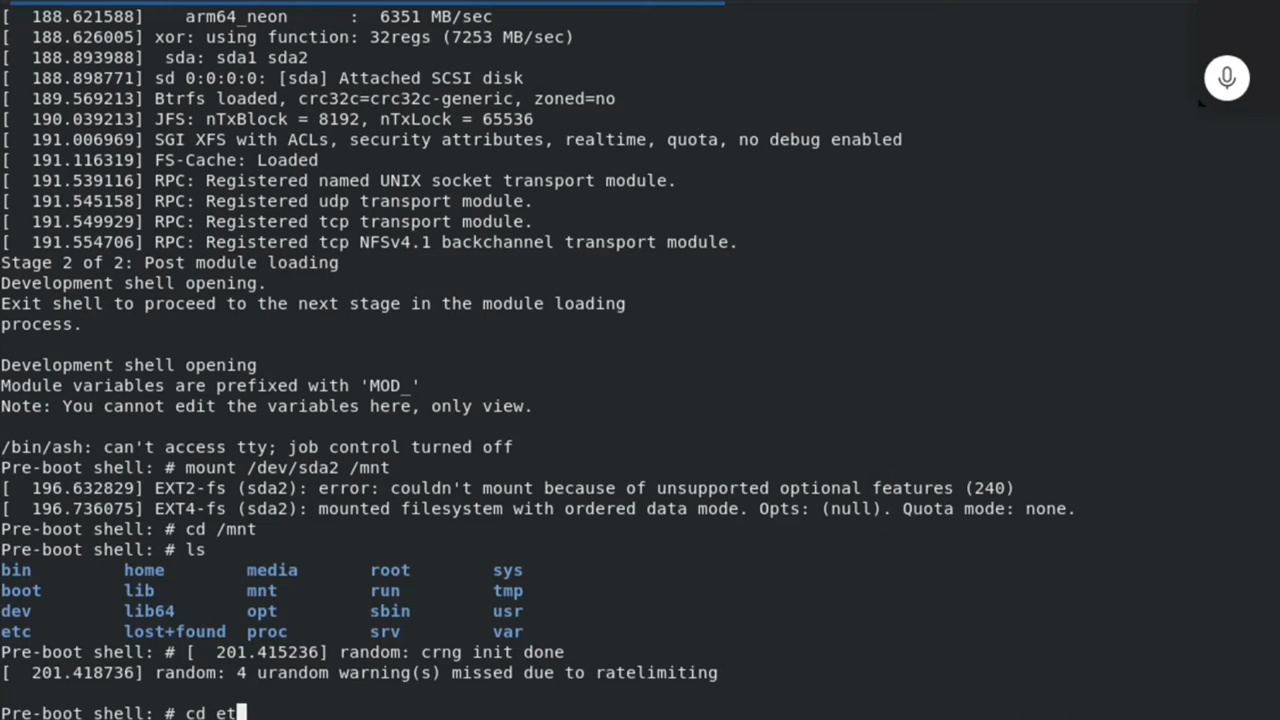 [  188.621588]    arm64_neon      :  6351 MB/sec
[  188.626005] xor: using function: 32regs (7253 MB/sec)
[  188.893988]  sda: sda1 sda2
[  188.898771] sd 0:0:0:0: [sda] Attached SCSI disk
[  189.569213] Btrfs loaded, crc32c=crc32c-generic, zoned=no
[  190.039213] JFS: nTxBlock = 8192, nTxLock = 65536
[  191.006969] SGI XFS with ACLs, security attributes, realtime, quota, no debug enabled
[  191.116319] FS-Cache: Loaded
[  191.539116] RPC: Registered named UNIX socket transport module.
[  191.545158] RPC: Registered udp transport module.
[  191.549929] RPC: Registered tcp transport module.
[  191.554706] RPC: Registered tcp NFSv4.1 backchannel transport module.
Stage 2 of 2: Post module loading
Development shell opening.
Exit shell to proceed to the next stage in the module loading
process.
Development shell opening
Module variables are prefixed with 'MOD_'
Note: You cannot edit the variables here, only view.
/bin/ash: can't access tty; job control turned off
Pre-boot shell: # mount /dev/sda2 /mnt
[  196.632829] EXT2-fs (sda2): error: couldn't mount because of unsupported optional features (240)
[  196.736075] EXT4-fs (sda2): mounted filesystem with ordered data mode. Opts: (null). Quota mode: none.
Pre-boot shell: # cd /mnt
Pre-boot shell: # ls
bin         home        media       root        sys
boot        lib         mnt         run         tmp
dev         lib64       opt         sbin        usr
etc         lost+found  proc        srv         var
Pre-boot shell: # [  201.415236] random: crng init done
[  201.418736] random: 4 urandom warning(s) missed due to ratelimiting
Pre-boot shell: # cd et